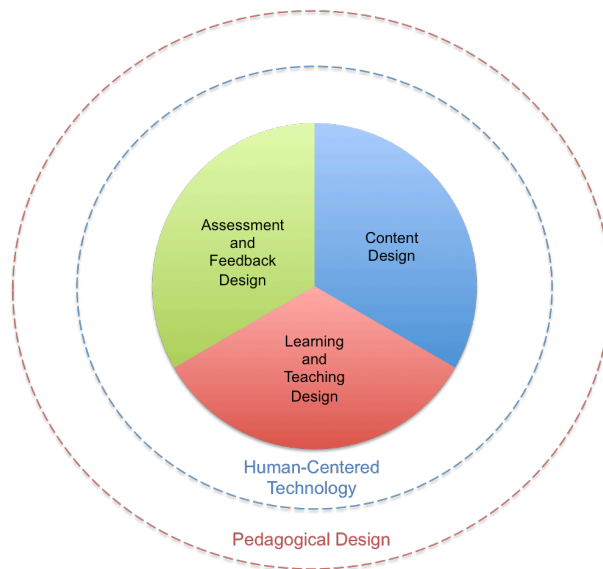 Assessment
and
Feedback
Design
Content
Design
Learning
and
Teaching
Design
Human-Centered
Technology
Pedagogical Design